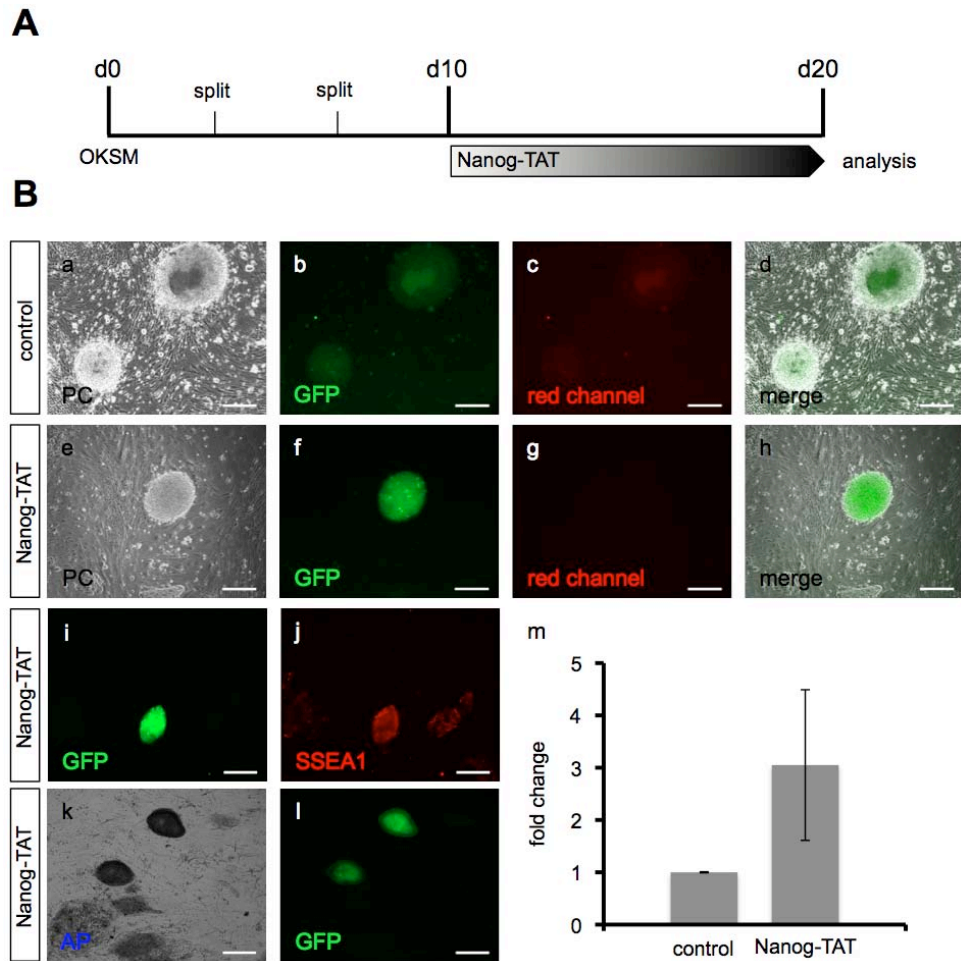 A
d0 d10 d20
split split
OKSM Nanog-TAT analysis
B
control
a PC
b GFP
c red channel
d merge
Nanog-TAT
e PC
f GFP
g red channel
h merge
Nanog-TAT
i GFP
j SSEA1
Nanog-TAT
k AP
l GFP
m
fold change
5
4
3
2
1
0
control Nanog-TAT